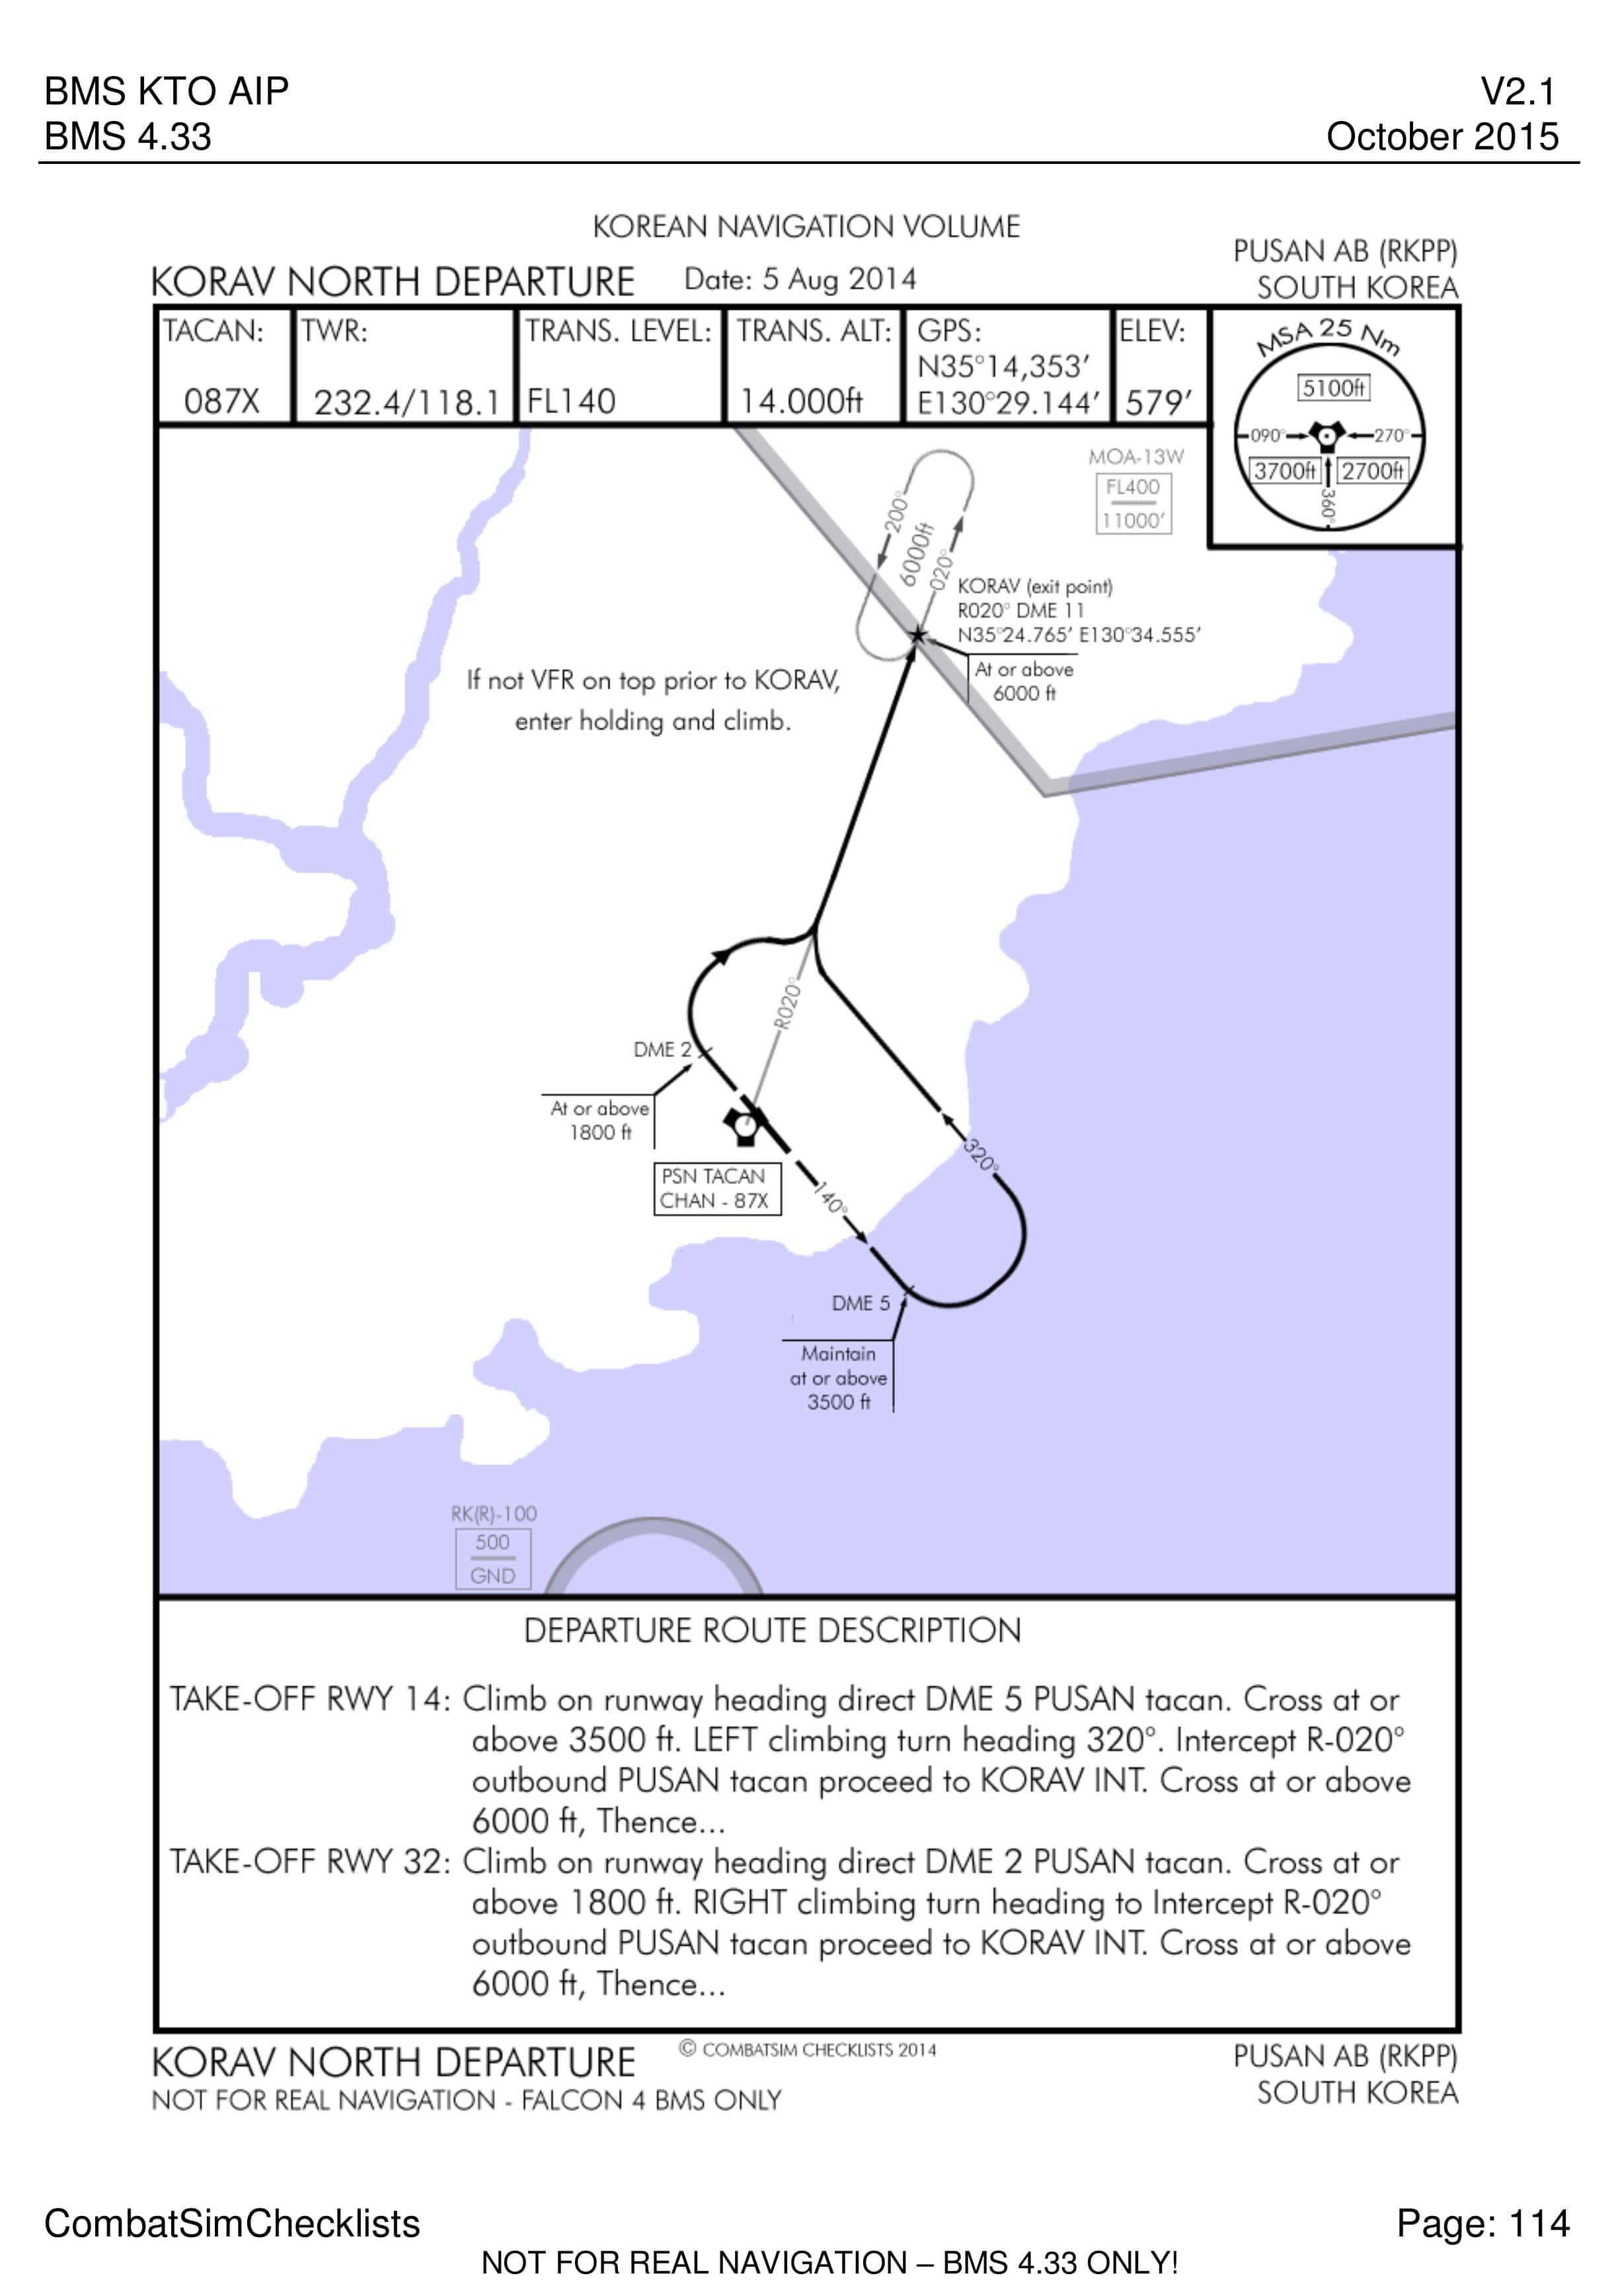 BMS KTO AIP
V2.1
BMS 4.33
October 2015
KOREAN NAVIGATION VOLUME
KORAV NORTH DEPARTURE
Date: 5 Aug 2014
PUSAN AB (RKPP)
SOUTH KOREA
TACAN:
087X
TWR:
232.4/118.1
TRANS. LEVEL:
FL140
TRANS. ALT:
14.000ft
GPS:
N35°14,353′
E130°29.144′
ELEV:
579′
MSA 25 Nm
5100ft
090°
270°
3700ft
2700ft
360°
MOA-13W
FL400
11000′
200°
6000ft
020°
KORAV (exit point)
R020° DME 11
N35°24.765′ E130°34.555′
At or above
6000 ft
If not VFR on top prior to KORAV,
enter holding and climb.
R020°
DME 2
At or above
1800 ft
PSN TACAN
CHAN - 87X
140°
320°
DME 5
Maintain
at or above
3500 ft
RK(R)-100
500
GND
DEPARTURE ROUTE DESCRIPTION
TAKE-OFF RWY 14: Climb on runway heading direct DME 5 PUSAN tacan. Cross at or
above 3500 ft. LEFT climbing turn heading 320°. Intercept R-020°
outbound PUSAN tacan proceed to KORAV INT. Cross at or above
6000 ft, Thence...
TAKE-OFF RWY 32: Climb on runway heading direct DME 2 PUSAN tacan. Cross at or
above 1800 ft. RIGHT climbing turn heading to Intercept R-020°
outbound PUSAN tacan proceed to KORAV INT. Cross at or above
6000 ft, Thence...
KORAV NORTH DEPARTURE
© COMBATSIM CHECKLISTS 2014
PUSAN AB (RKPP)
NOT FOR REAL NAVIGATION - FALCON 4 BMS ONLY
SOUTH KOREA
CombatSimChecklists
Page: 114
NOT FOR REAL NAVIGATION – BMS 4.33 ONLY!